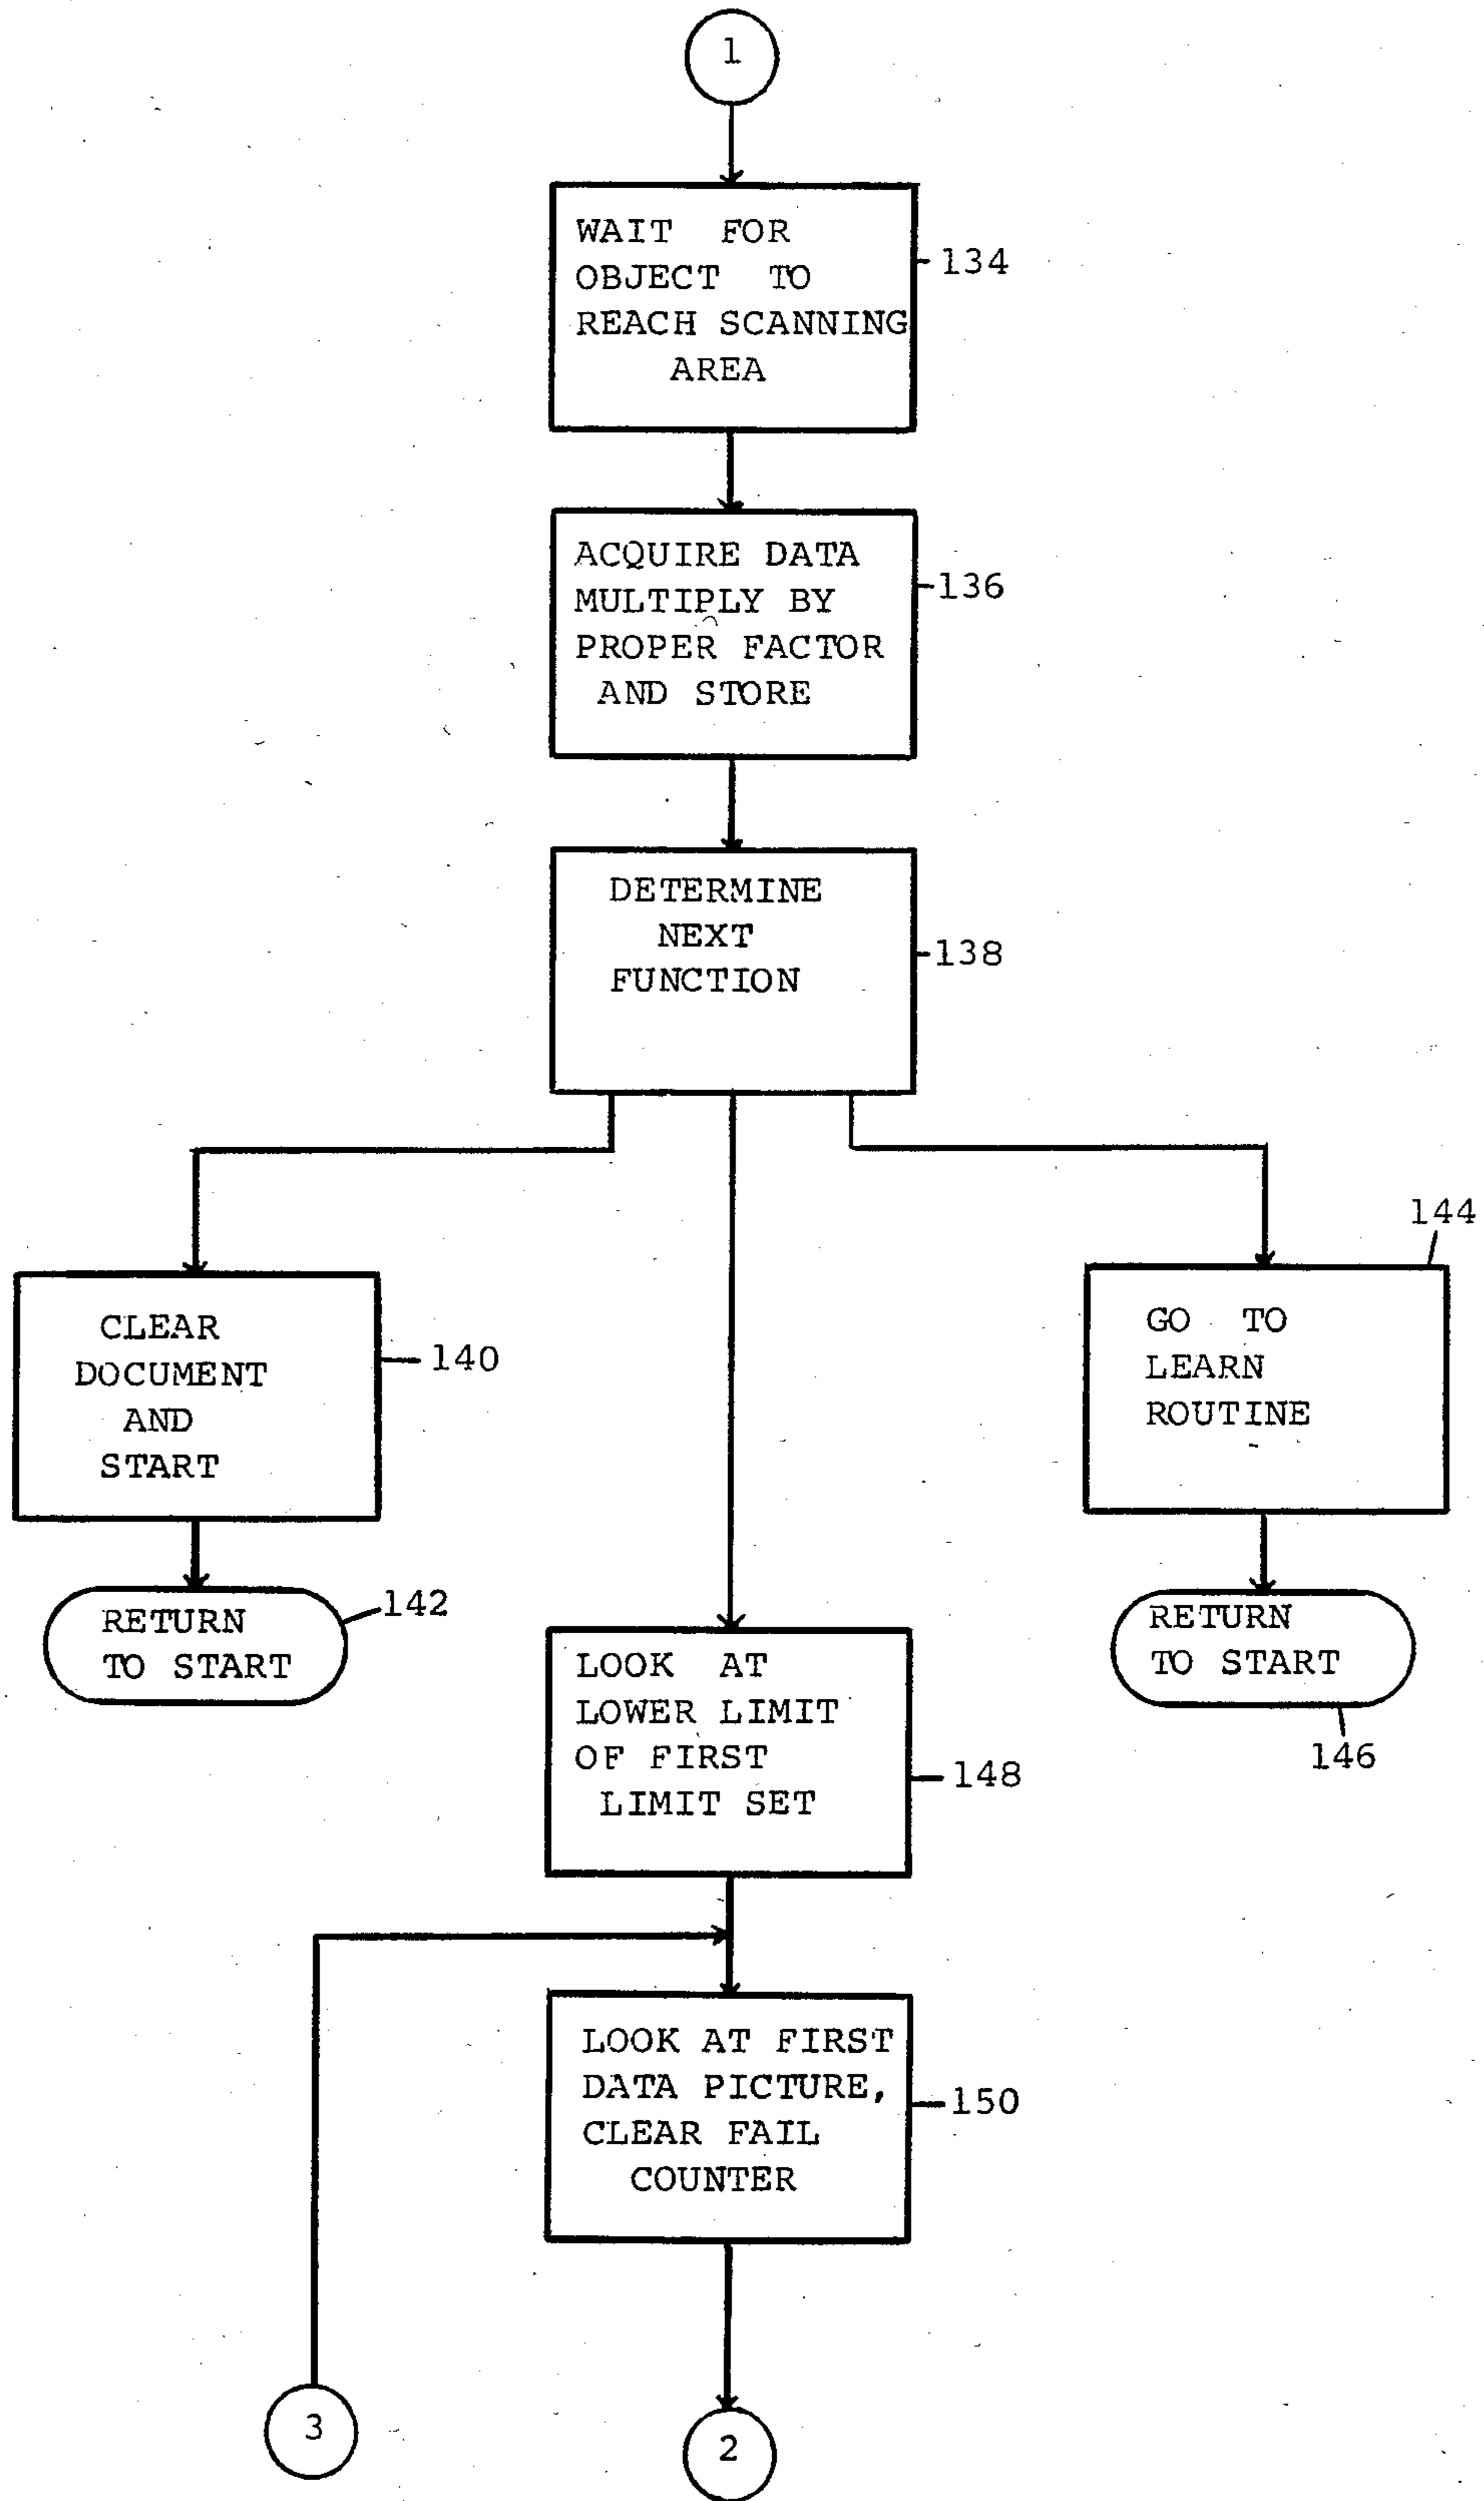 1
WAIT FOR
OBJECT TO
REACH SCANNING
AREA
134
ACQUIRE DATA
MULTIPLY BY
PROPER FACTOR
AND STORE
136
DETERMINE
NEXT
FUNCTION
138
CLEAR
DOCUMENT
AND
START
140
RETURN
TO START
142
144
GO TO
LEARN
ROUTINE
RETURN
TO START
146
LOOK AT
LOWER LIMIT
OF FIRST
LIMIT SET
148
LOOK AT FIRST
DATA PICTURE,
CLEAR FAIL
COUNTER
150
3
2